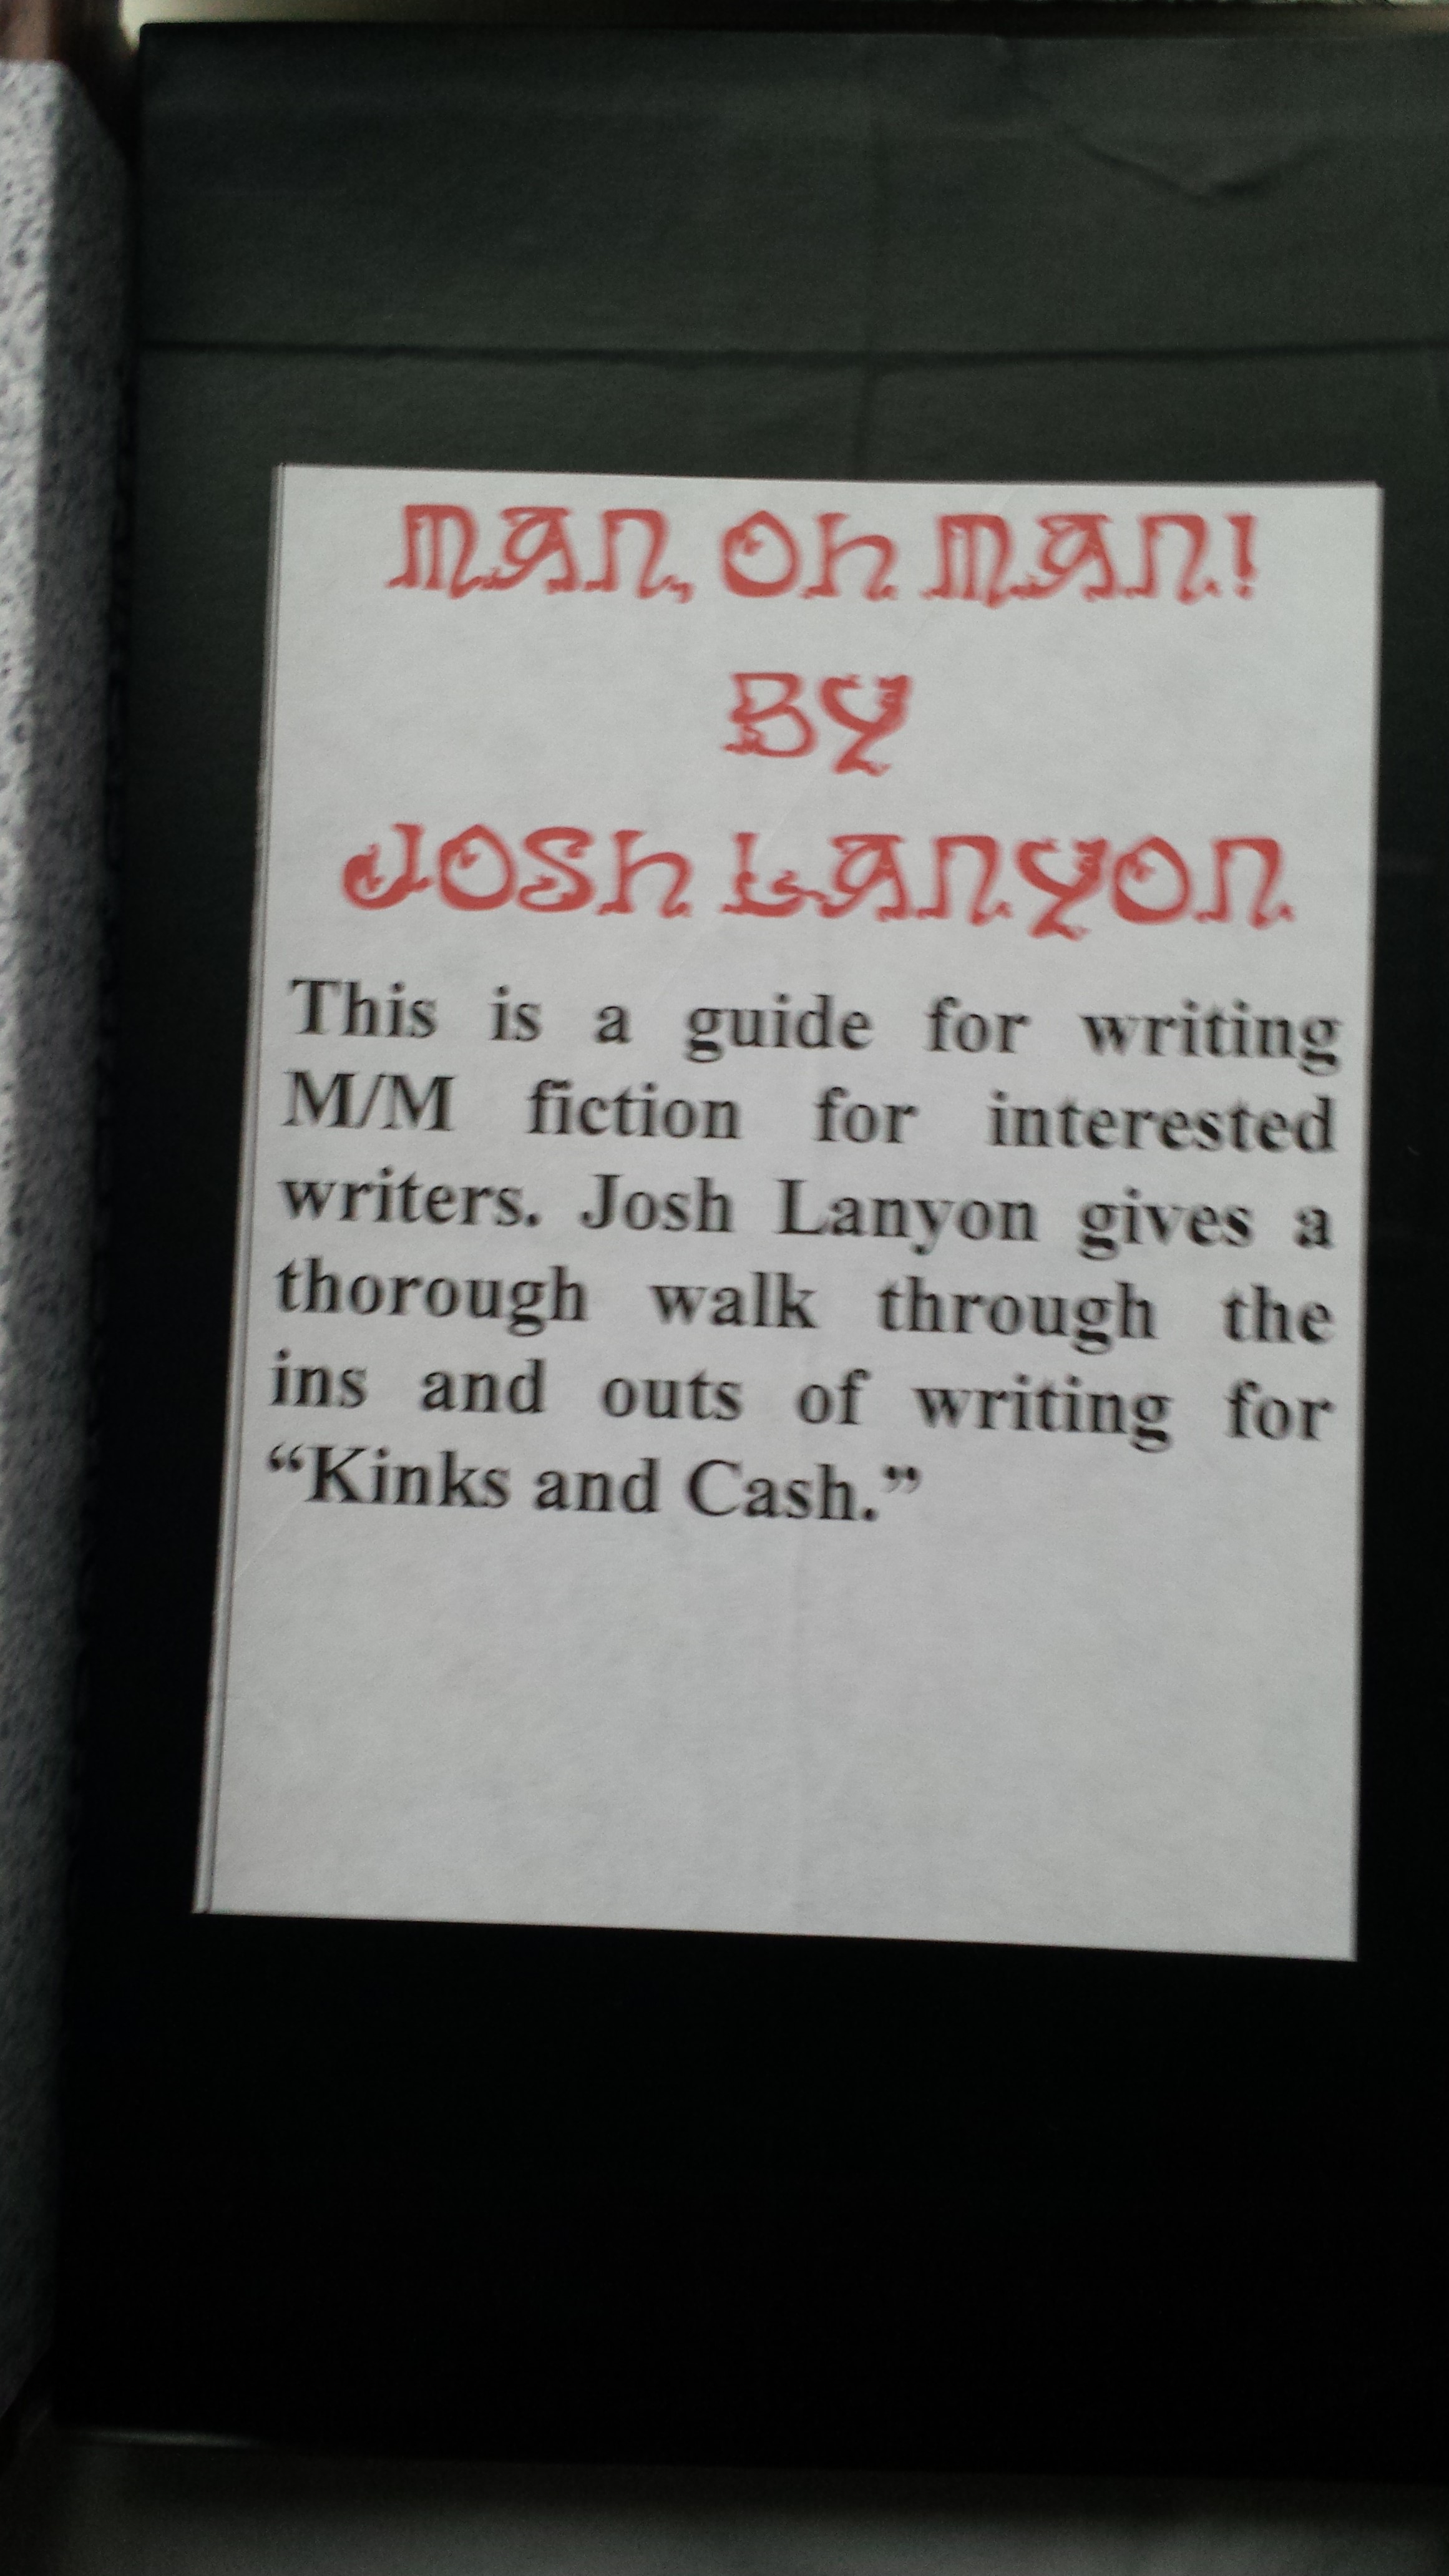 Man, Oh Man!
By
Josh Lanyon
This is a guide for writing
M/M fiction for interested
writers. Josh Lanyon gives a
thorough walk through the
ins and outs of writing for
“Kinks and Cash.”